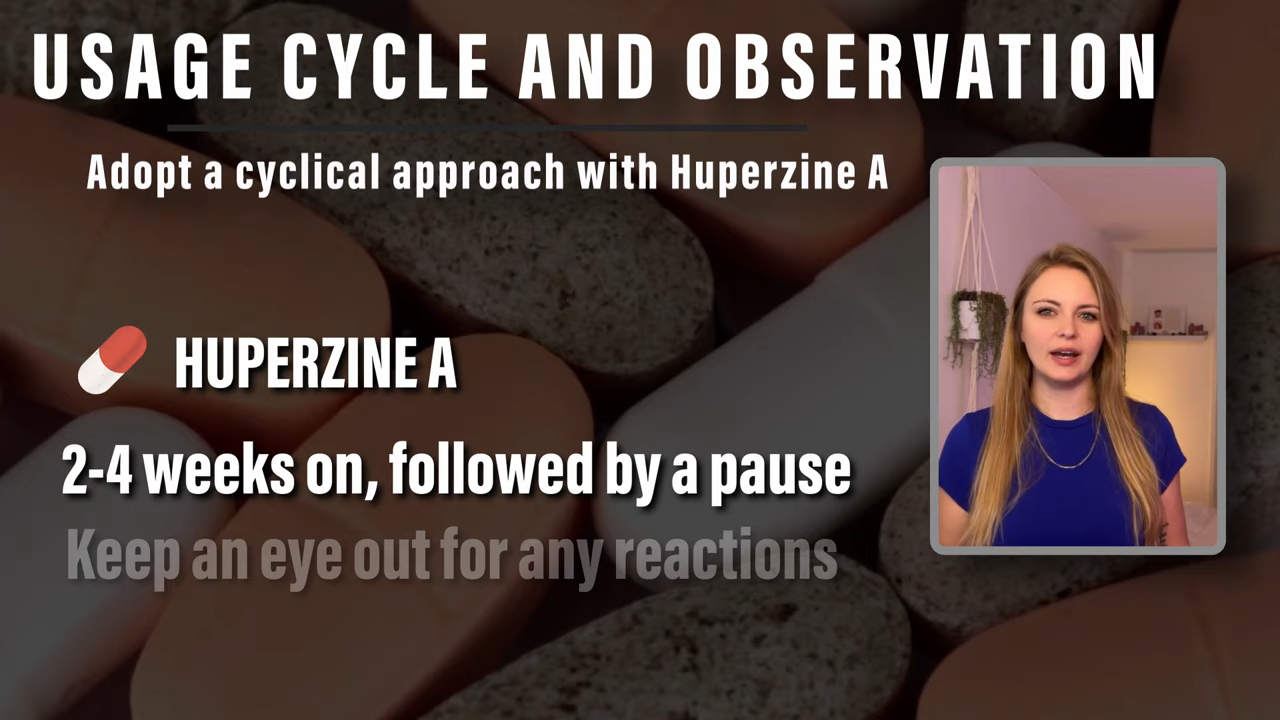 USAGE CYCLE AND OBSERVATION
Adopt a cyclical approach with Huperzine A
HUPERZINE A
2-4 weeks on, followed by a pause
Keep an eye out for any reactions